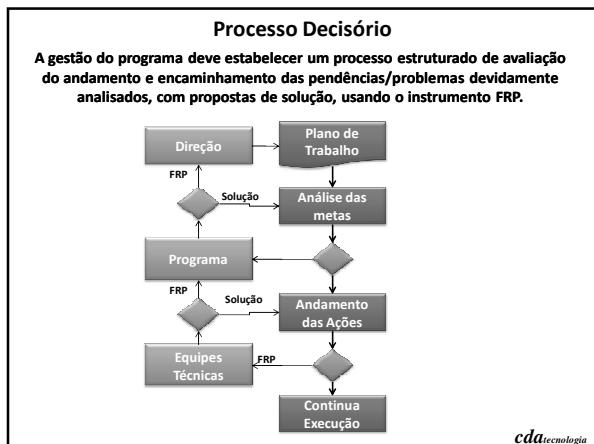 Processo Decisório
A gestão do programa deve estabelecer um processo estruturado de avaliação
do andamento e encaminhamento das pendências/problemas devidamente
analisados, com propostas de solução, usando o instrumento FRP.
Direção
Plano de
Trabalho
FRP
Solução
Análise das
metas
Programa
FRP
Solução
Andamento
das Ações
Equipes
Técnicas
FRP
Continua
Execução
cdatecnologia